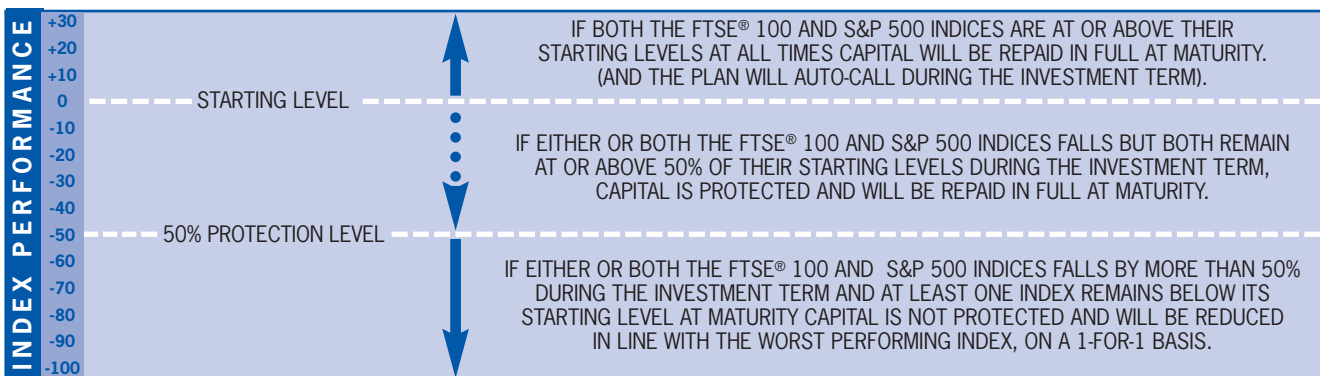 INDEX PERFORMANCE
+30
+20
+10
0
-10
-20
-30
-40
-50
-60
-70
-80
-90
-100
IF BOTH THE FTSE® 100 AND S&P 500 INDICES ARE AT OR ABOVE THEIR
STARTING LEVELS AT ALL TIMES CAPITAL WILL BE REPAID IN FULL AT MATURITY.
(AND THE PLAN WILL AUTO-CALL DURING THE INVESTMENT TERM).
STARTING LEVEL
IF EITHER OR BOTH THE FTSE® 100 AND S&P 500 INDICES FALLS BUT BOTH REMAIN
AT OR ABOVE 50% OF THEIR STARTING LEVELS DURING THE INVESTMENT TERM,
CAPITAL IS PROTECTED AND WILL BE REPAID IN FULL AT MATURITY.
50% PROTECTION LEVEL
IF EITHER OR BOTH THE FTSE® 100 AND S&P 500 INDICES FALLS BY MORE THAN 50%
DURING THE INVESTMENT TERM AND AT LEAST ONE INDEX REMAINS BELOW ITS
STARTING LEVEL AT MATURITY CAPITAL IS NOT PROTECTED AND WILL BE REDUCED
IN LINE WITH THE WORST PERFORMING INDEX, ON A 1-FOR-1 BASIS.